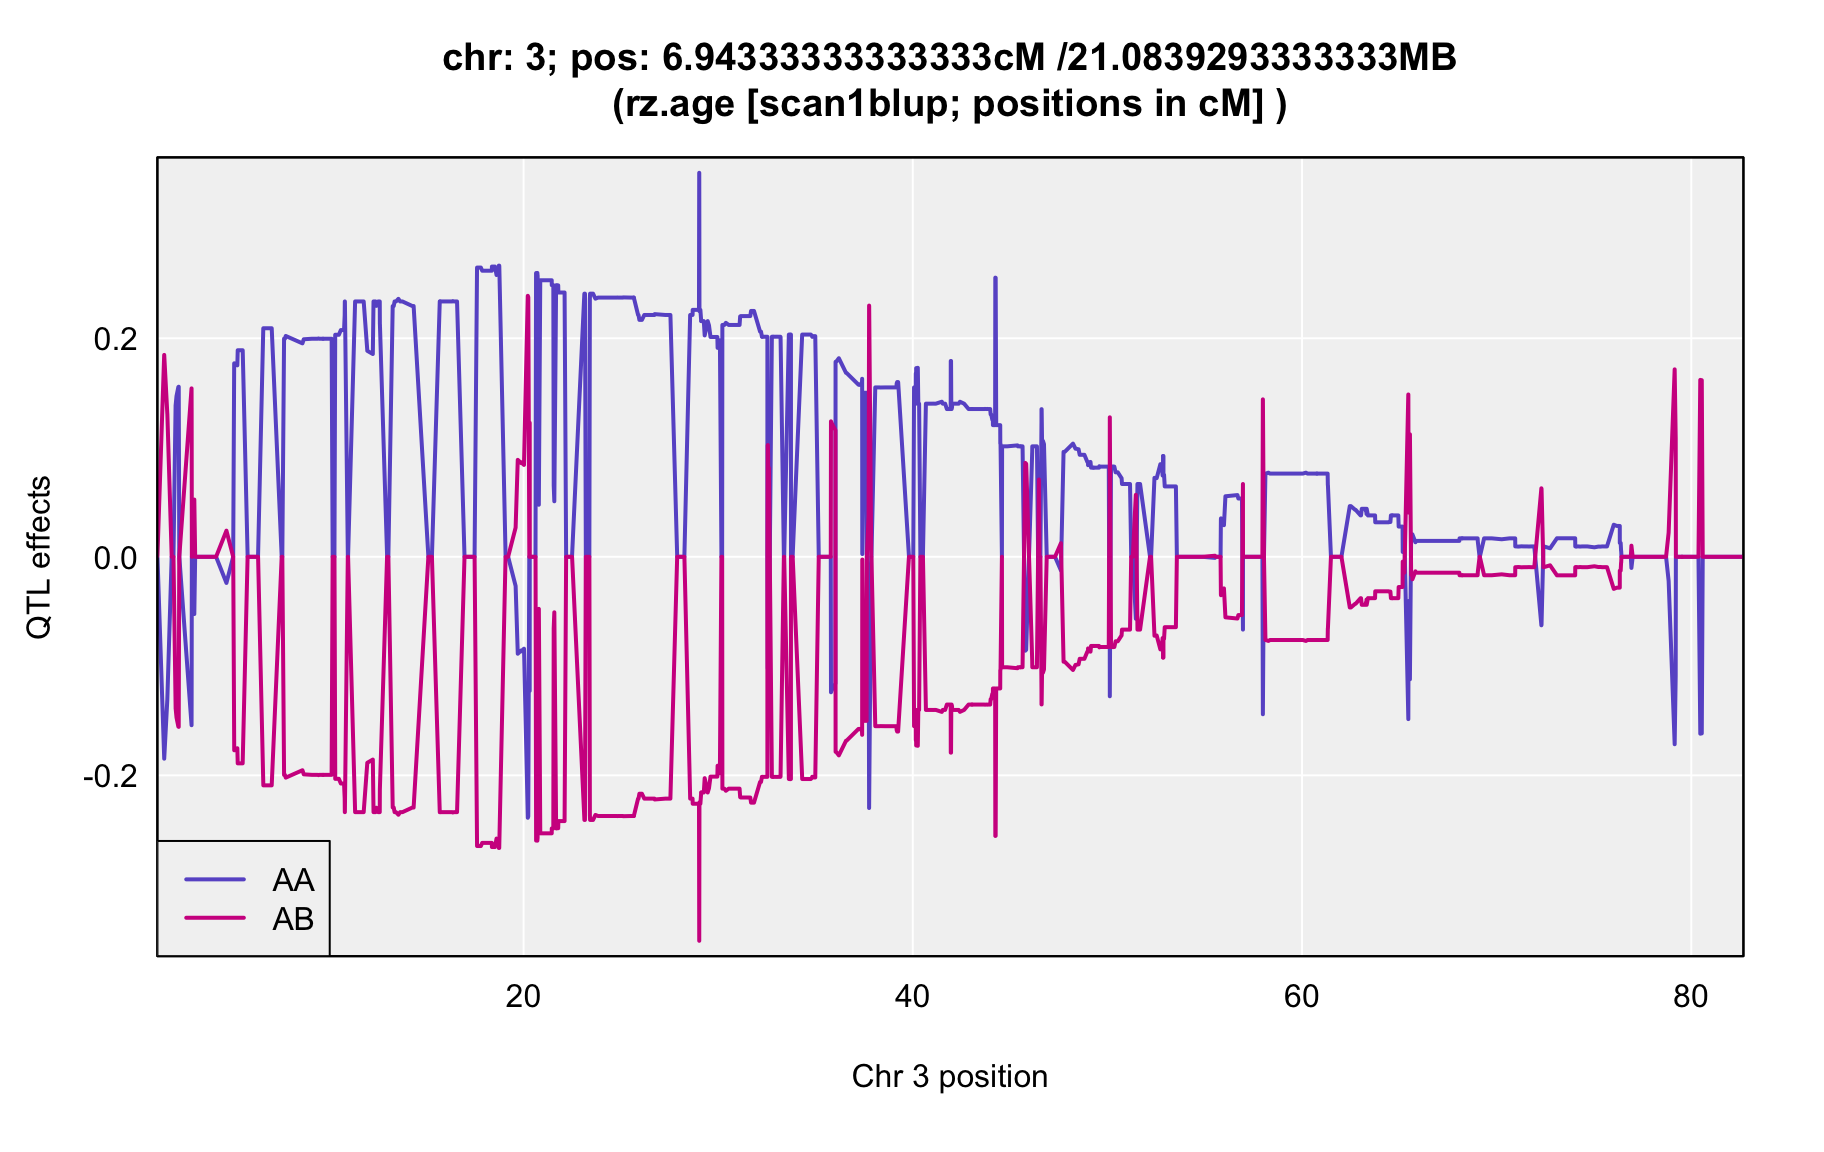 chr: 3; pos: 6.94333333333333cM /21.0839293333333MB
(rz.age [scan1blup; positions in cM] )
QTL effects
0.2
0.0
-0.2
AA
AB
20 40 60 80
Chr 3 position